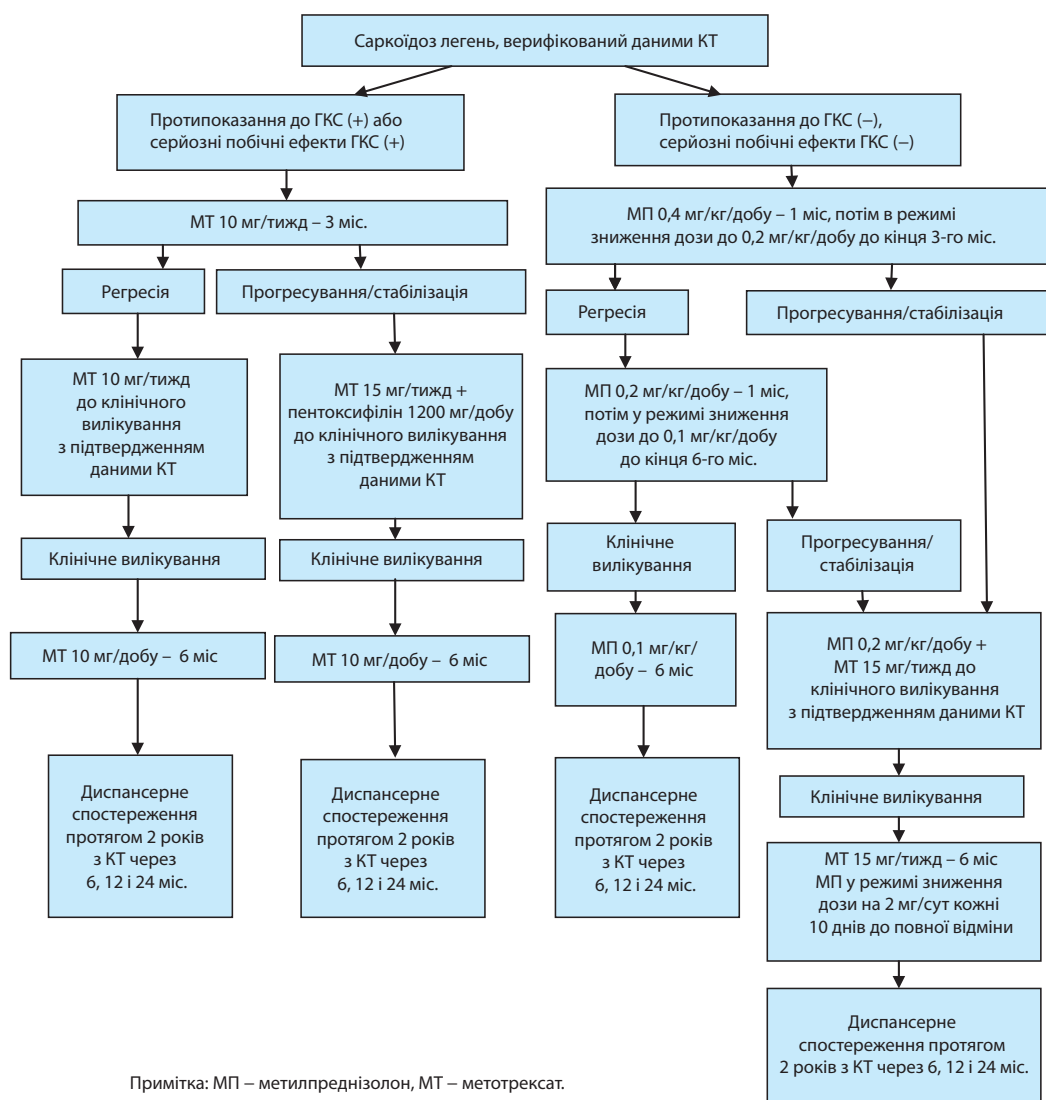 Саркоїдоз легень, верифікований даними КТ
Протипоказання до ГКС (+) або
серйозні побічні ефекти ГКС (+)
Протипоказання до ГКС (−),
серйозні побічні ефекти ГКС (−)
МТ 10 мг/тижд – 3 міс.
МП 0,4 мг/кг/добу – 1 міс, потім в режимі
зниження дози до 0,2 мг/кг/добу до кінця 3-го міс.
Регресія
Прогресування/стабілізація
Регресія
Прогресування/стабілізація
МТ 10 мг/тижд
до клінічного
вилікування
з підтвердженням
даними КТ
МТ 15 мг/тижд +
пентоксифілін 1200 мг/добу
до клінічного вилікування
з підтвердженням
даними КТ
МП 0,2 мг/кг/добу – 1 міс,
потім у режимі зниження
дози до 0,1 мг/кг/добу
до кінця 6-го міс.
Клінічне вилікування
Клінічне вилікування
Клінічне
вилікування
Прогресування/
стабілізація
МТ 10 мг/добу – 6 міс
МТ 10 мг/добу – 6 міс
МП 0,1 мг/кг/
добу – 6 міс
МП 0,2 мг/кг/добу +
МТ 15 мг/тижд до
клінічного вилікування
з підтвердженням даними КТ
Диспансерне
спостереження
протягом 2 років
з КТ через
6, 12 і 24 міс.
Диспансерне
спостереження
протягом 2 років
з КТ через
6, 12 і 24 міс.
Диспансерне
спостереження
протягом 2 років
з КТ через
6, 12 і 24 міс.
Клінічне вилікування
МТ 15 мг/тижд – 6 міс
МП у режимі зниження
дози на 2 мг/сут кожні
10 днів до повної відміни
Диспансерне
спостереження протягом
2 років з КТ через 6, 12 і 24 міс.
Примітка: МП – метилпреднізолон, МТ – метотрексат.